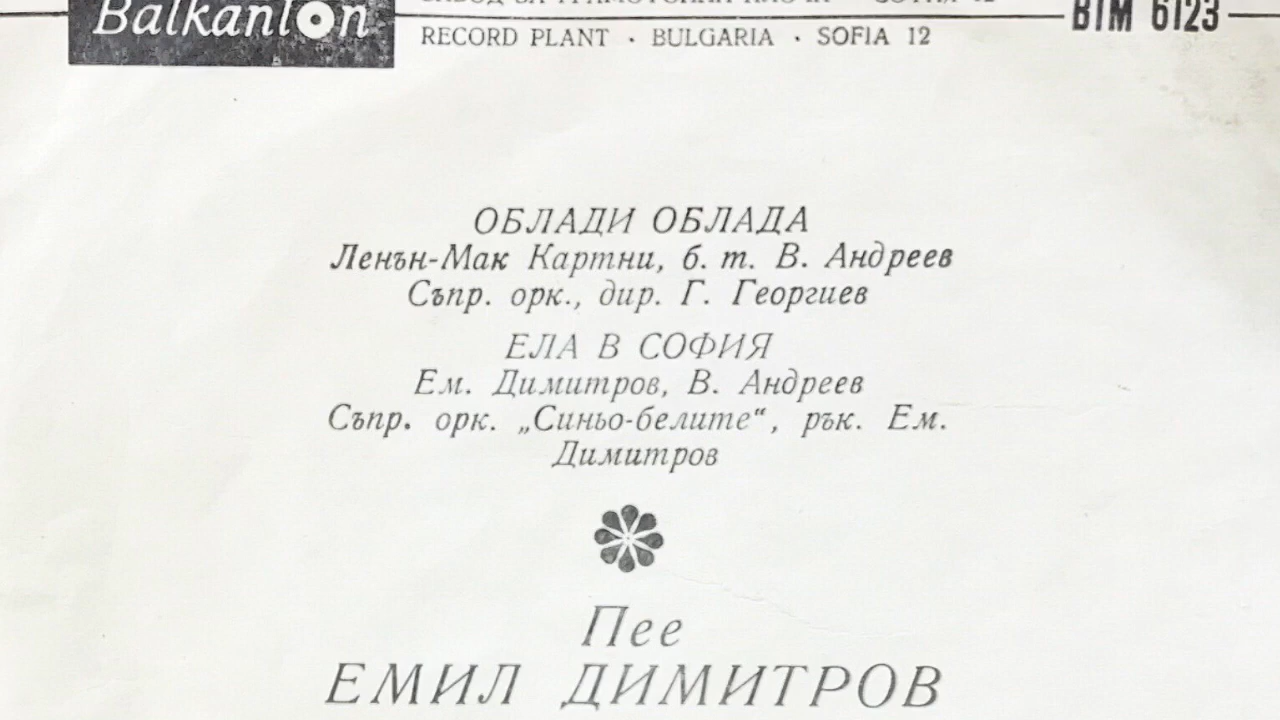 Balkanton
RECORD PLANT · BULGARIA · SOFIA 12
ВТМ 6123
ОБЛАДИ ОБЛАДА
Ленън-Мак Картни, б. т. В. Андреев
Съпр. орк., дир. Г. Георгиев
ЕЛА В СОФИЯ
Ем. Димитров, В. Андреев
Съпр. орк. „Синьо-белите“, рък. Ем.
Димитров
Пее
ЕМИЛ ДИМИТРОВ